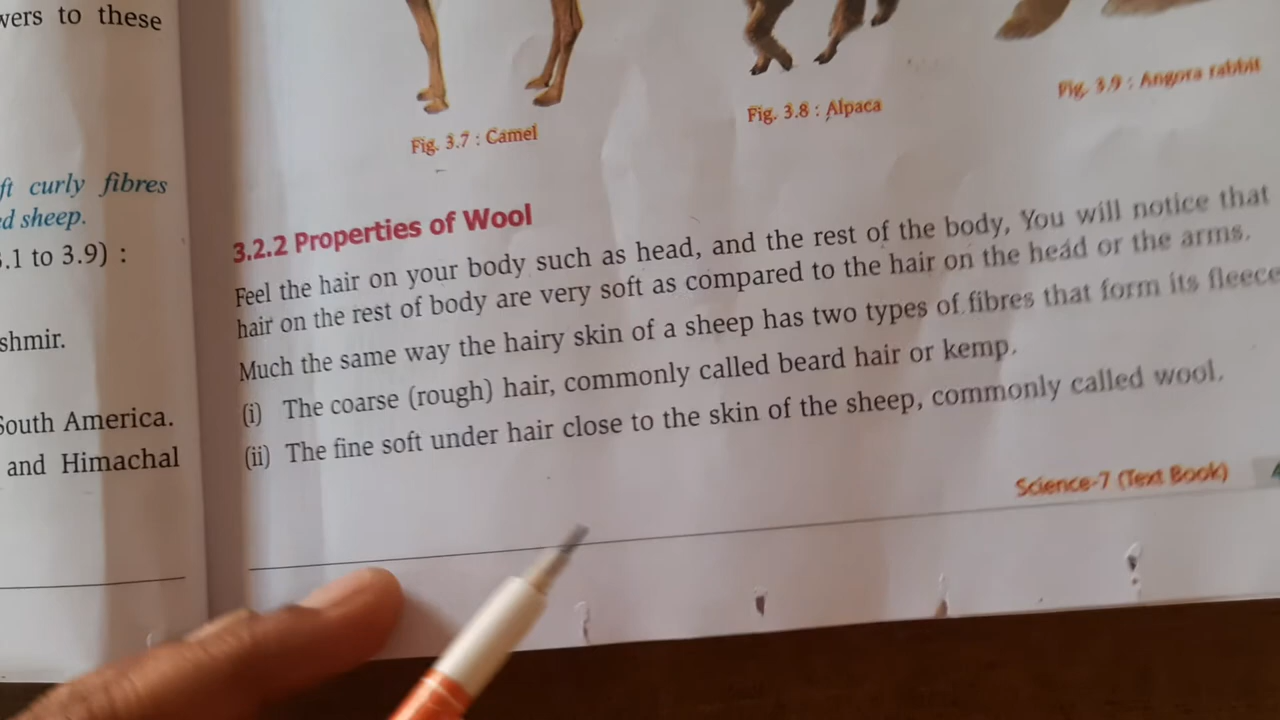 wers to these
ft curly fibres
d sheep.
.1 to 3.9) :
shmir.
South America.
and Himachal
Fig. 3.7 : Camel
Fig. 3.8 : Alpaca
Fig. 3.9 : Angora rabbit
3.2.2 Properties of Wool
Feel the hair on your body such as head, and the rest of the body, You will notice that
hair on the rest of body are very soft as compared to the hair on the head or the arms.
Much the same way the hairy skin of a sheep has two types of fibres that form its fleece
(i) The coarse (rough) hair, commonly called beard hair or kemp.
(ii) The fine soft under hair close to the skin of the sheep, commonly called wool.
Science-7 (Text Book)